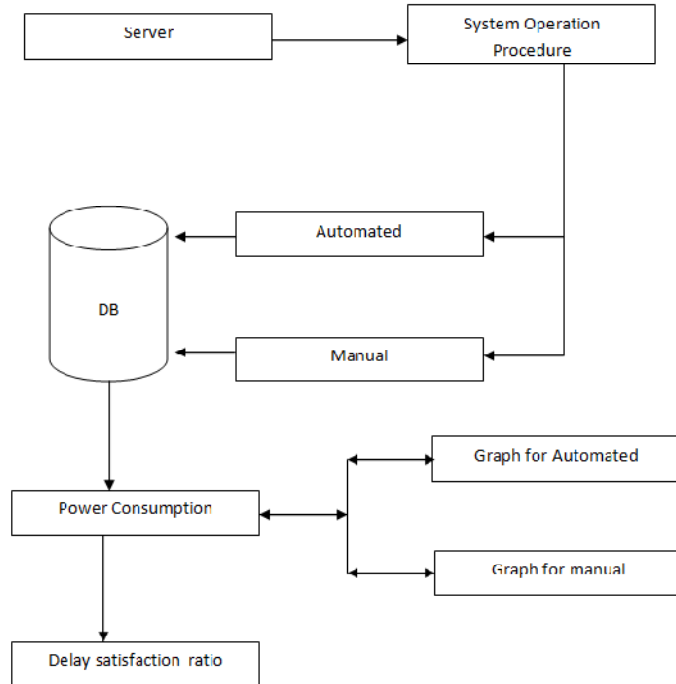 Server
System Operation
Procedure
Automated
DB
Manual
Graph for Automated
Power Consumption
Graph for manual
Delay satisfaction ratio